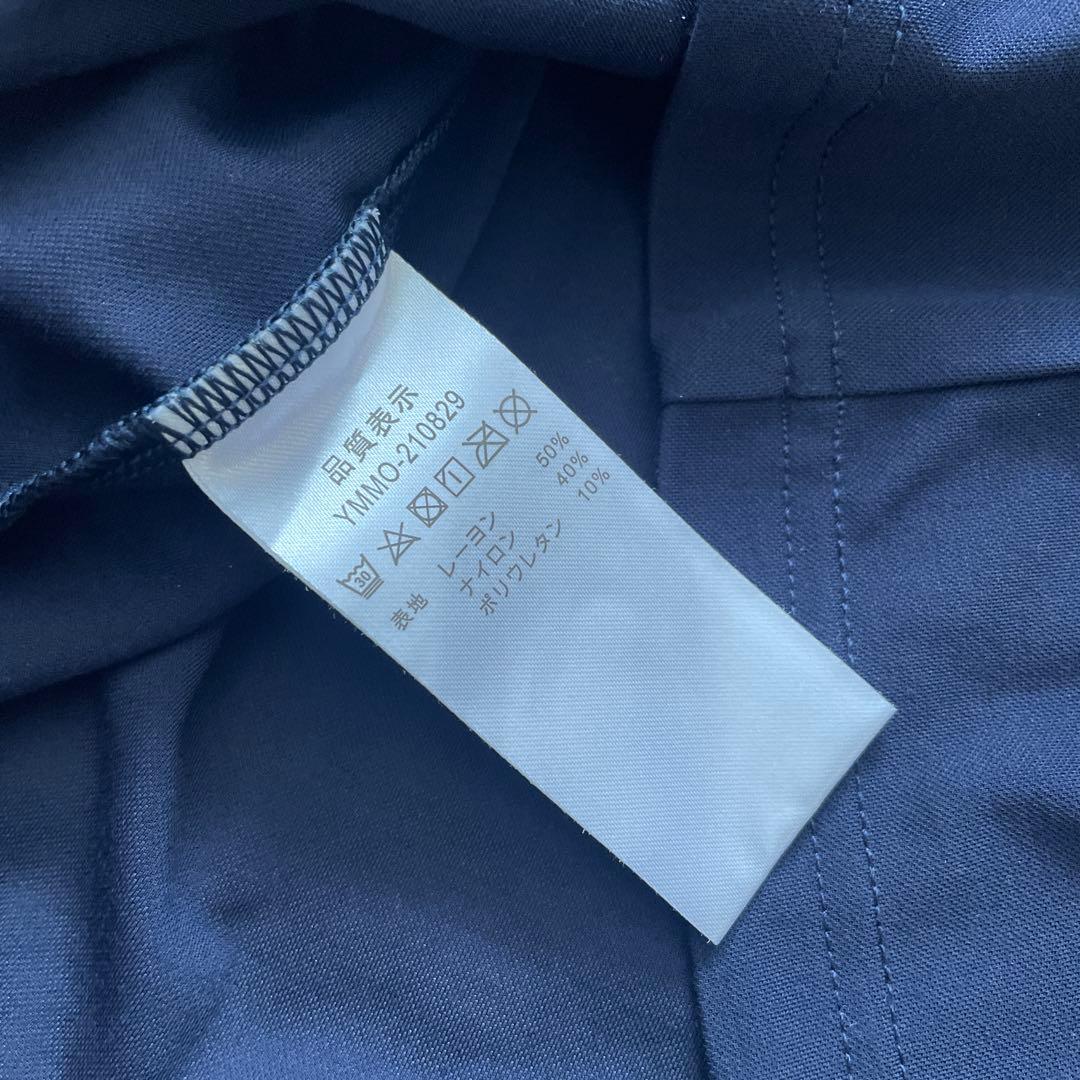 品質表示
YMMO-210829
30
表地 レーヨン 50%
ナイロン 40%
ポリウレタン 10%